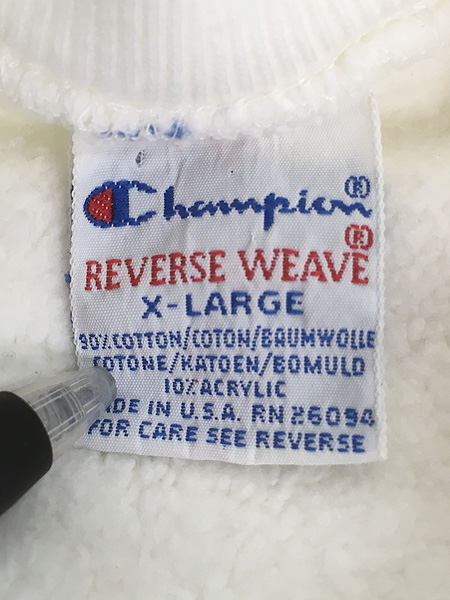 Champion®
REVERSE WEAVE®
X-LARGE
90% COTTON/COTON/BAUMWOLLE
COTONE/KATOEN/BOMULD
10% ACRYLIC
MADE IN U.S.A. RN 26094
FOR CARE SEE REVERSE